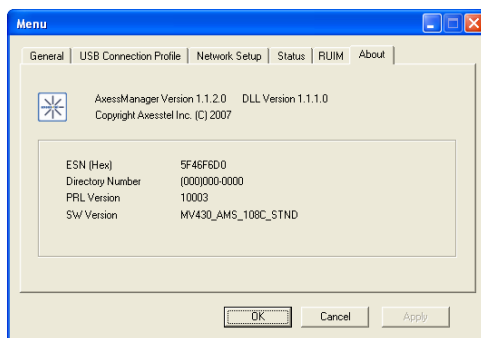 Menu
General USB Connection Profile Network Setup Status RUIM About
AxessManager Version 1.1.2.0 DLL Version 1.1.1.0
Copyright Axesstel Inc. (C) 2007
ESN (Hex) 5F46F6D0
Directory Number (000)000-0000
PRL Version 10003
SW Version MV430_AMS_108C_STND
OK Cancel Apply